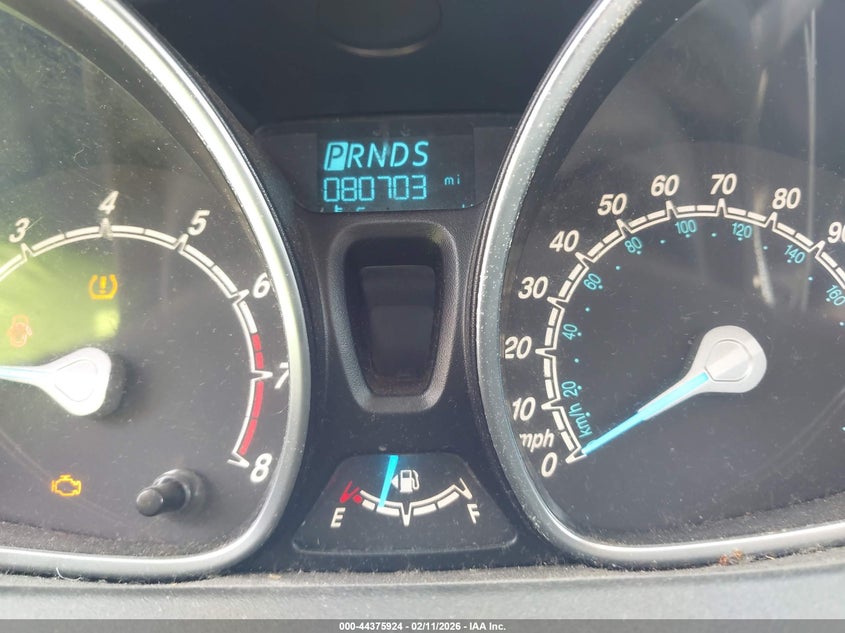 PRNDS
080703 mi
3 4 5 6 7 8
0 10 20 30 40 50 60 70 80 90
mph
km/h 20 40 60 80 100 120 140 160
E F
000-44375924 - 02/11/2026 - IAA Inc.